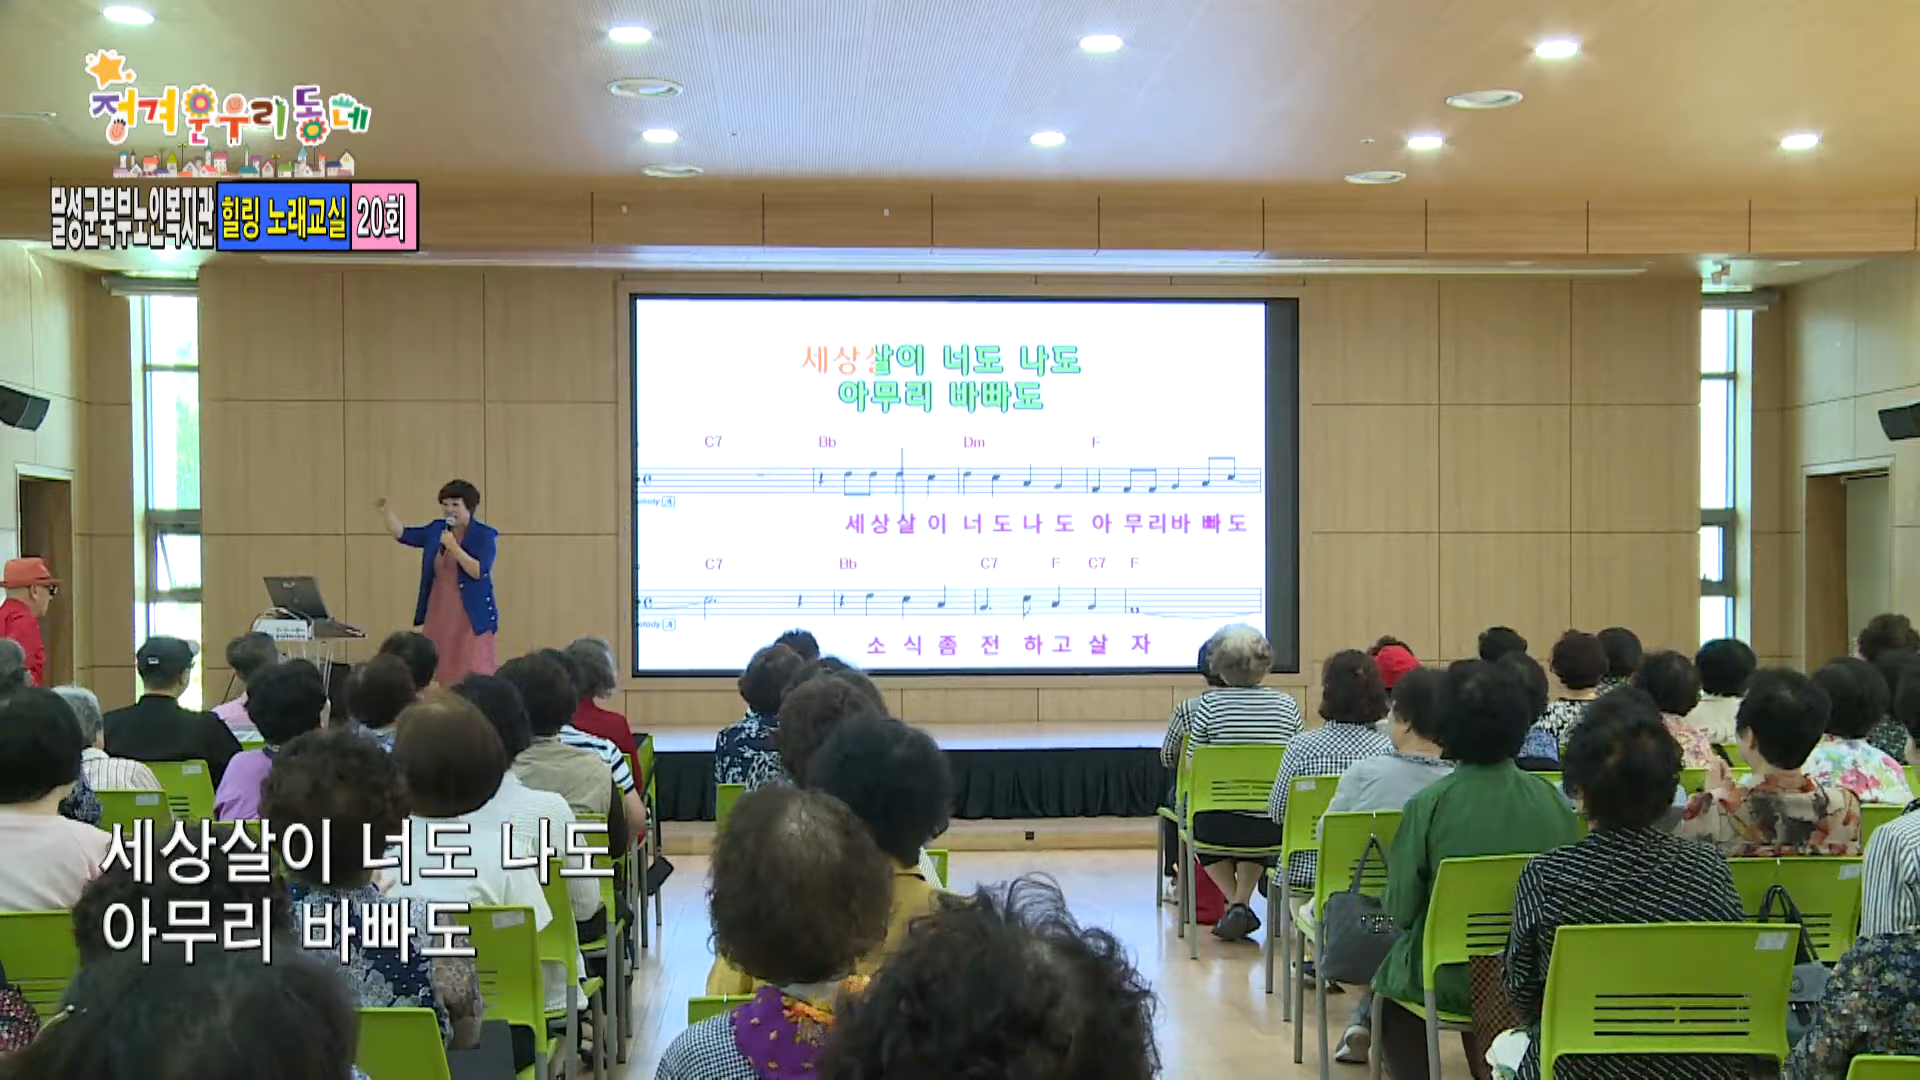 정겨운우리동네
달성군북부노인복지관 힐링 노래교실 20회
세상살이 너도 나도
아무리 바빠도
C7 Bb Dm F
세상살이 너도나도 아무리바빠도
C7 Bb C7 F C7 F
소식좀 전하고살자
세상살이 너도 나도
아무리 바빠도